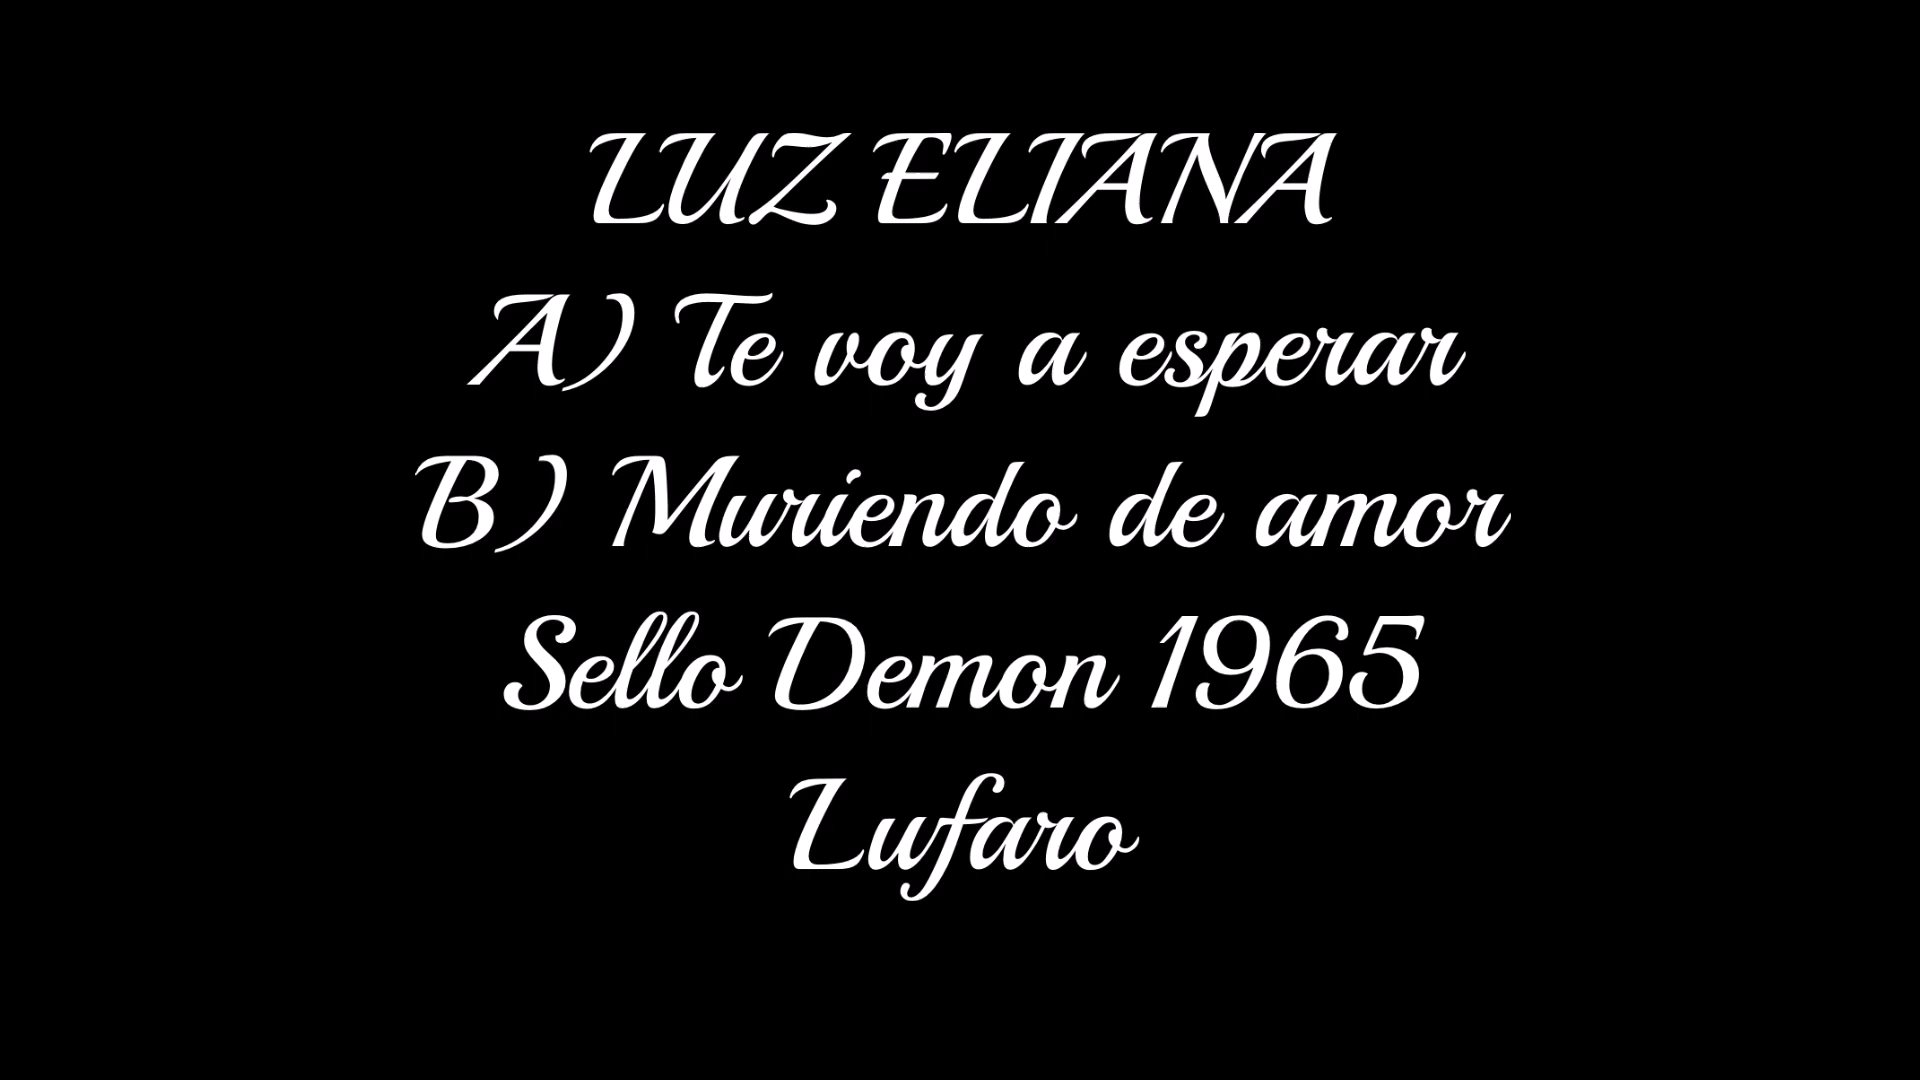 LUZ ELIANA
A) Te voy a esperar
B) Muriendo de amor
Sello Demon 1965
Lufaro